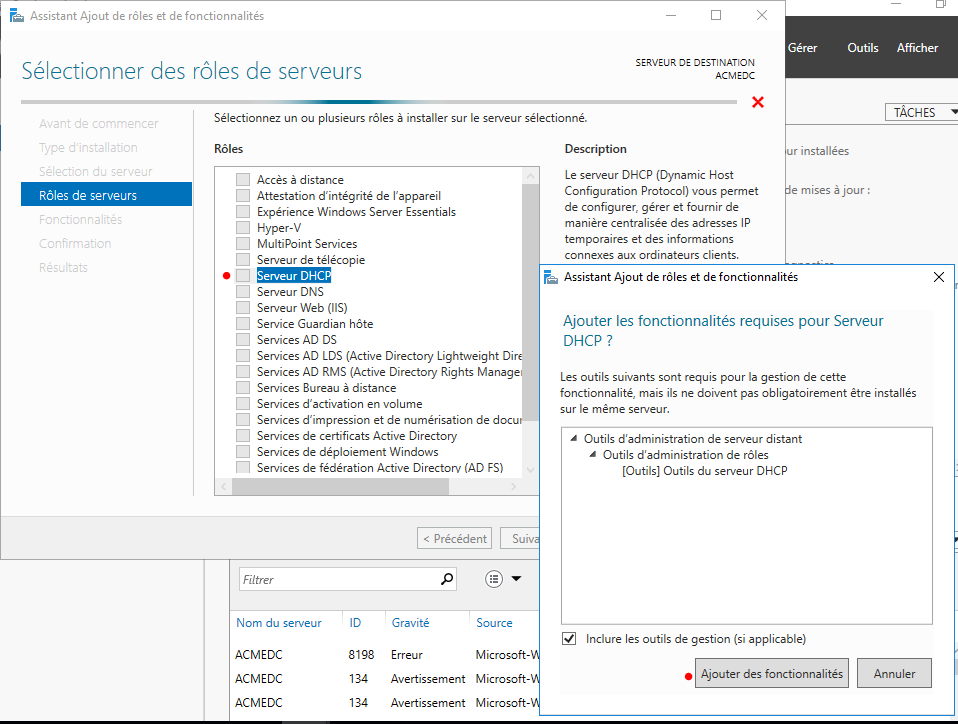 Assistant Ajout de rôles et de fonctionnalités
Gérer Outils Afficher
Sélectionner des rôles de serveurs
SERVEUR DE DESTINATION
ACMEDC
TÂCHES
Avant de commencer
Type d'installation
Sélection du serveur
Rôles de serveurs
Fonctionnalités
Confirmation
Résultats
Sélectionnez un ou plusieurs rôles à installer sur le serveur sélectionné.
Rôles
Accès à distance
Attestation d'intégrité de l'appareil
Expérience Windows Server Essentials
Hyper-V
MultiPoint Services
Serveur de télécopie
Serveur DHCP
Serveur DNS
Serveur Web (IIS)
Service Guardian hôte
Services AD DS
Services AD LDS (Active Directory Lightweight Dire
Services AD RMS (Active Directory Rights Manager
Services Bureau à distance
Services d'activation en volume
Services d'impression et de numérisation de docur
Services de certificats Active Directory
Services de déploiement Windows
Services de fédération Active Directory (AD FS)
Description
Le serveur DHCP (Dynamic Host
Configuration Protocol) vous permet
de configurer, gérer et fournir de
manière centralisée des adresses IP
temporaires et des informations
connexes aux ordinateurs clients.
ur installées
de mises à jour :
< Précédent
Suiva
Assistant Ajout de rôles et de fonctionnalités
Ajouter les fonctionnalités requises pour Serveur
DHCP ?
Les outils suivants sont requis pour la gestion de cette
fonctionnalité, mais ils ne doivent pas obligatoirement être installés
sur le même serveur.
Outils d'administration de serveur distant
Outils d'administration de rôles
[Outils] Outils du serveur DHCP
Inclure les outils de gestion (si applicable)
Ajouter des fonctionnalités
Annuler
Filtrer
Nom du serveur ID Gravité Source
ACMEDC 8198 Erreur Microsoft-W
ACMEDC 134 Avertissement Microsoft-W
ACMEDC 134 Avertissement Microsoft-W